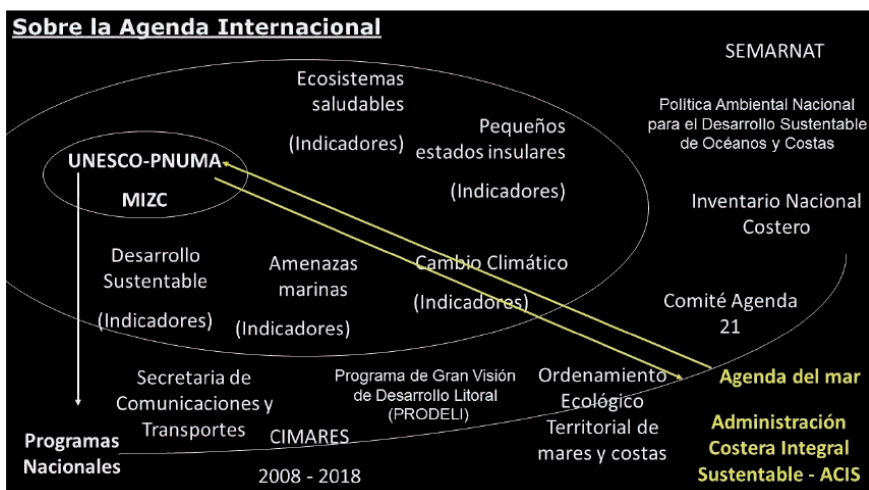 Sobre la Agenda Internacional
SEMARNAT
Política Ambiental Nacional
para el Desarrollo Sustentable
de Océanos y Costas
Inventario Nacional
Costero
Comité Agenda
21
Ecosistemas
saludables
(Indicadores)
Pequeños
estados insulares
(Indicadores)
UNESCO-PNUMA
MIZC
Desarrollo
Sustentable
(Indicadores)
Amenazas
marinas
(Indicadores)
Cambio Climático
(Indicadores)
Secretaria de
Comunicaciones y
Transportes
Programa de Gran Visión
de Desarrollo Litoral
(PRODELI)
Ordenamiento
Ecológico
Territorial de
mares y costas
Agenda del mar
Administración
Costera Integral
Sustentable - ACIS
Programas
Nacionales
CIMARES
2008 - 2018